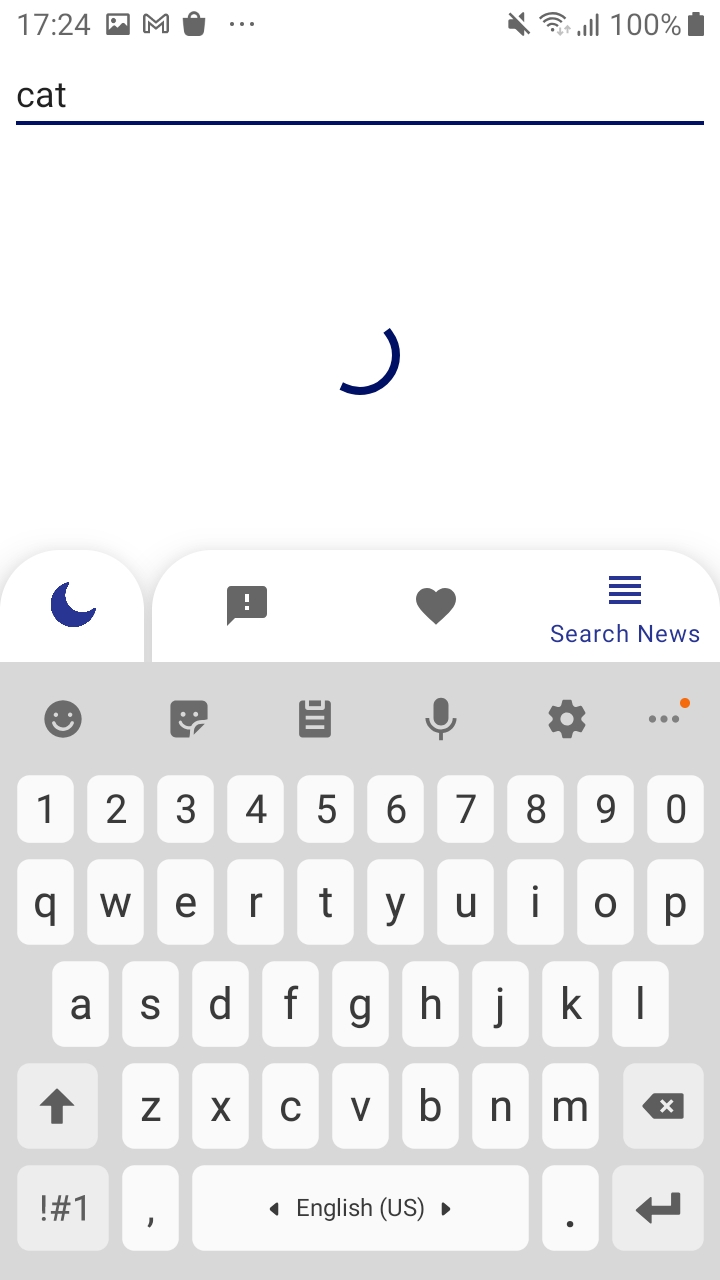 17:24 100%
cat
Search News
1 2 3 4 5 6 7 8 9 0
q w e r t y u i o p
a s d f g h j k l
z x c v b n m
!#1 , English (US) .